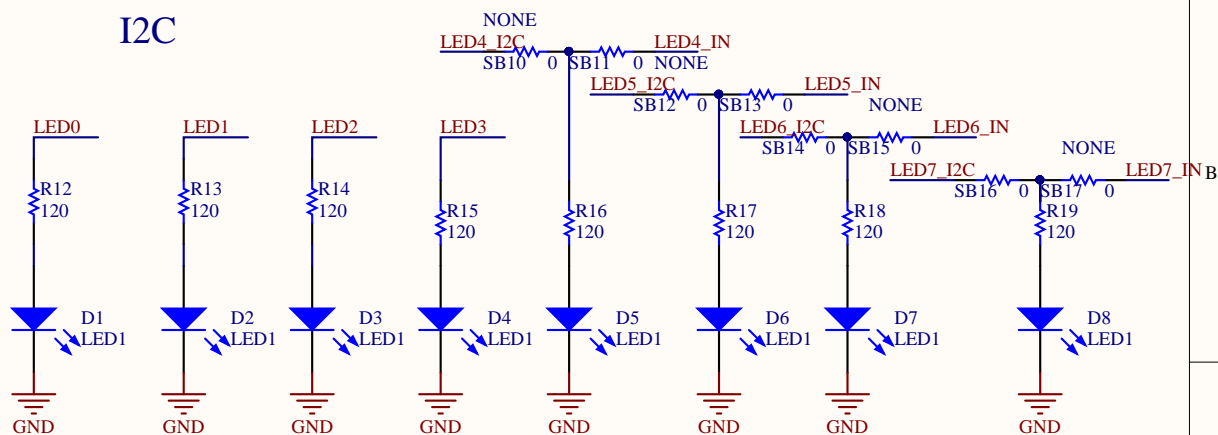 I2C
NONE
LED4_I2C
LED4_IN
SB10
0
SB11
0
NONE
LED5_I2C
LED5_IN
SB12
0
SB13
0
NONE
LED0
LED1
LED2
LED3
LED6_I2C
LED6_IN
SB14
0
SB15
0
NONE
LED7_I2C
LED7_IN
B
SB16
0
SB17
0
R12
120
R13
120
R14
120
R15
120
R16
120
R17
120
R18
120
R19
120
D1
LED1
D2
LED1
D3
LED1
D4
LED1
D5
LED1
D6
LED1
D7
LED1
D8
LED1
GND
GND
GND
GND
GND
GND
GND
GND